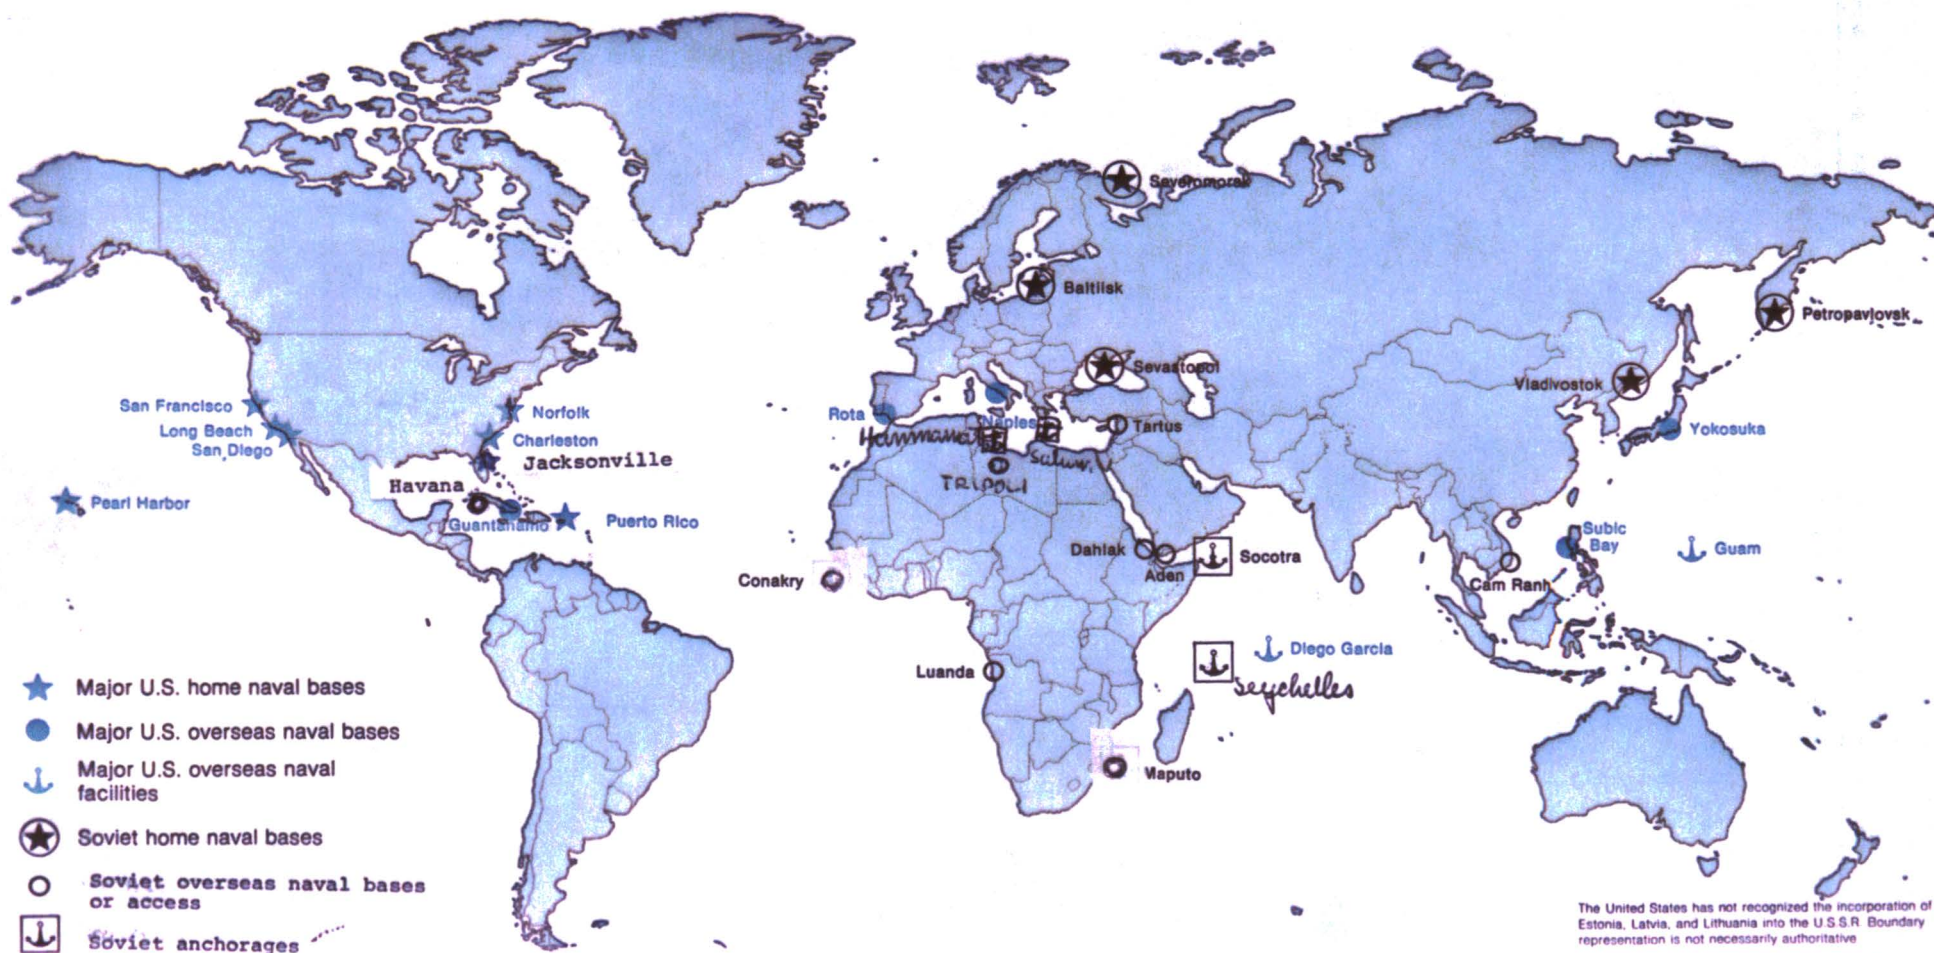 Severomorsk
Baltiisk
Petropavlovsk
Sevastopol
Vladivostok
San Francisco
Norfolk
Rota
Naples
Tartus
Yokosuka
Long Beach
Charleston
San Diego
Jacksonville
TRIPOLI
Havana
Pearl Harbor
Guantanamo
Puerto Rico
Subic
Bay
Guam
Dahlak
Aden
Socotra
Cam Ranh
Conakry
Luanda
Diego Garcia
Seychelles
Maputo
Major U.S. home naval bases
Major U.S. overseas naval bases
Major U.S. overseas naval
facilities
Soviet home naval bases
Soviet overseas naval bases
or access
Soviet anchorages
The United States has not recognized the incorporation of
Estonia, Latvia, and Lithuania into the U.S.S.R. Boundary
representation is not necessarily authoritative